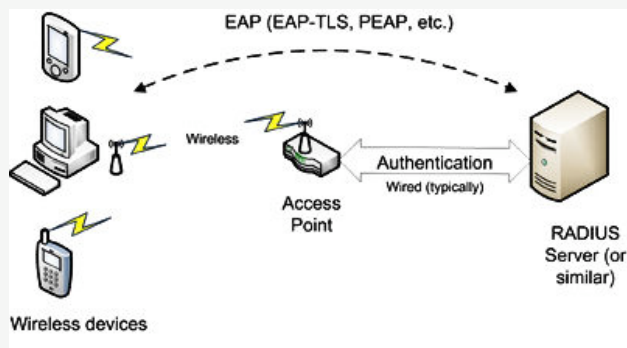 EAP (EAP-TLS, PEAP, etc.)
Wireless
Authentication
Wired (typically)
Access
Point
RADIUS
Server (or
similar)
Wireless devices